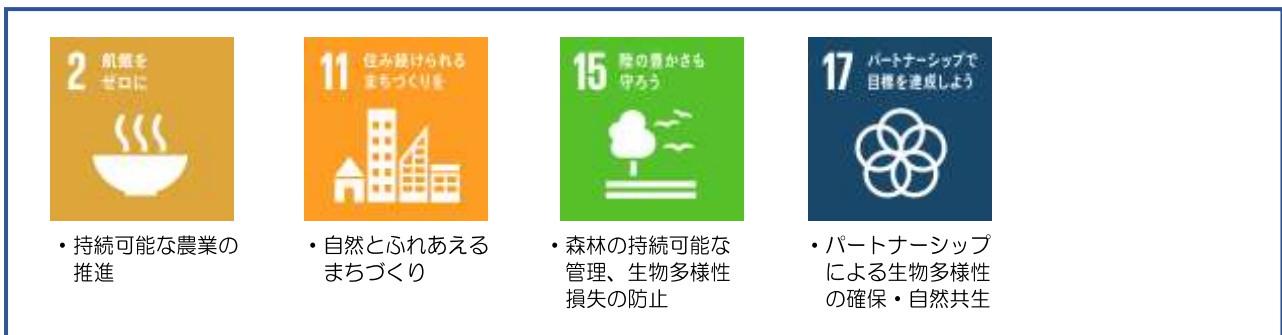 2 飢餓を
ゼロに
・持続可能な農業の
推進
11 住み続けられる
まちづくりを
・自然とふれあえる
まちづくり
15 陸の豊かさも
守ろう
・森林の持続可能な
管理、生物多様性
損失の防止
17 パートナーシップで
目標を達成しよう
・パートナーシップ
による生物多様性
の確保・自然共生